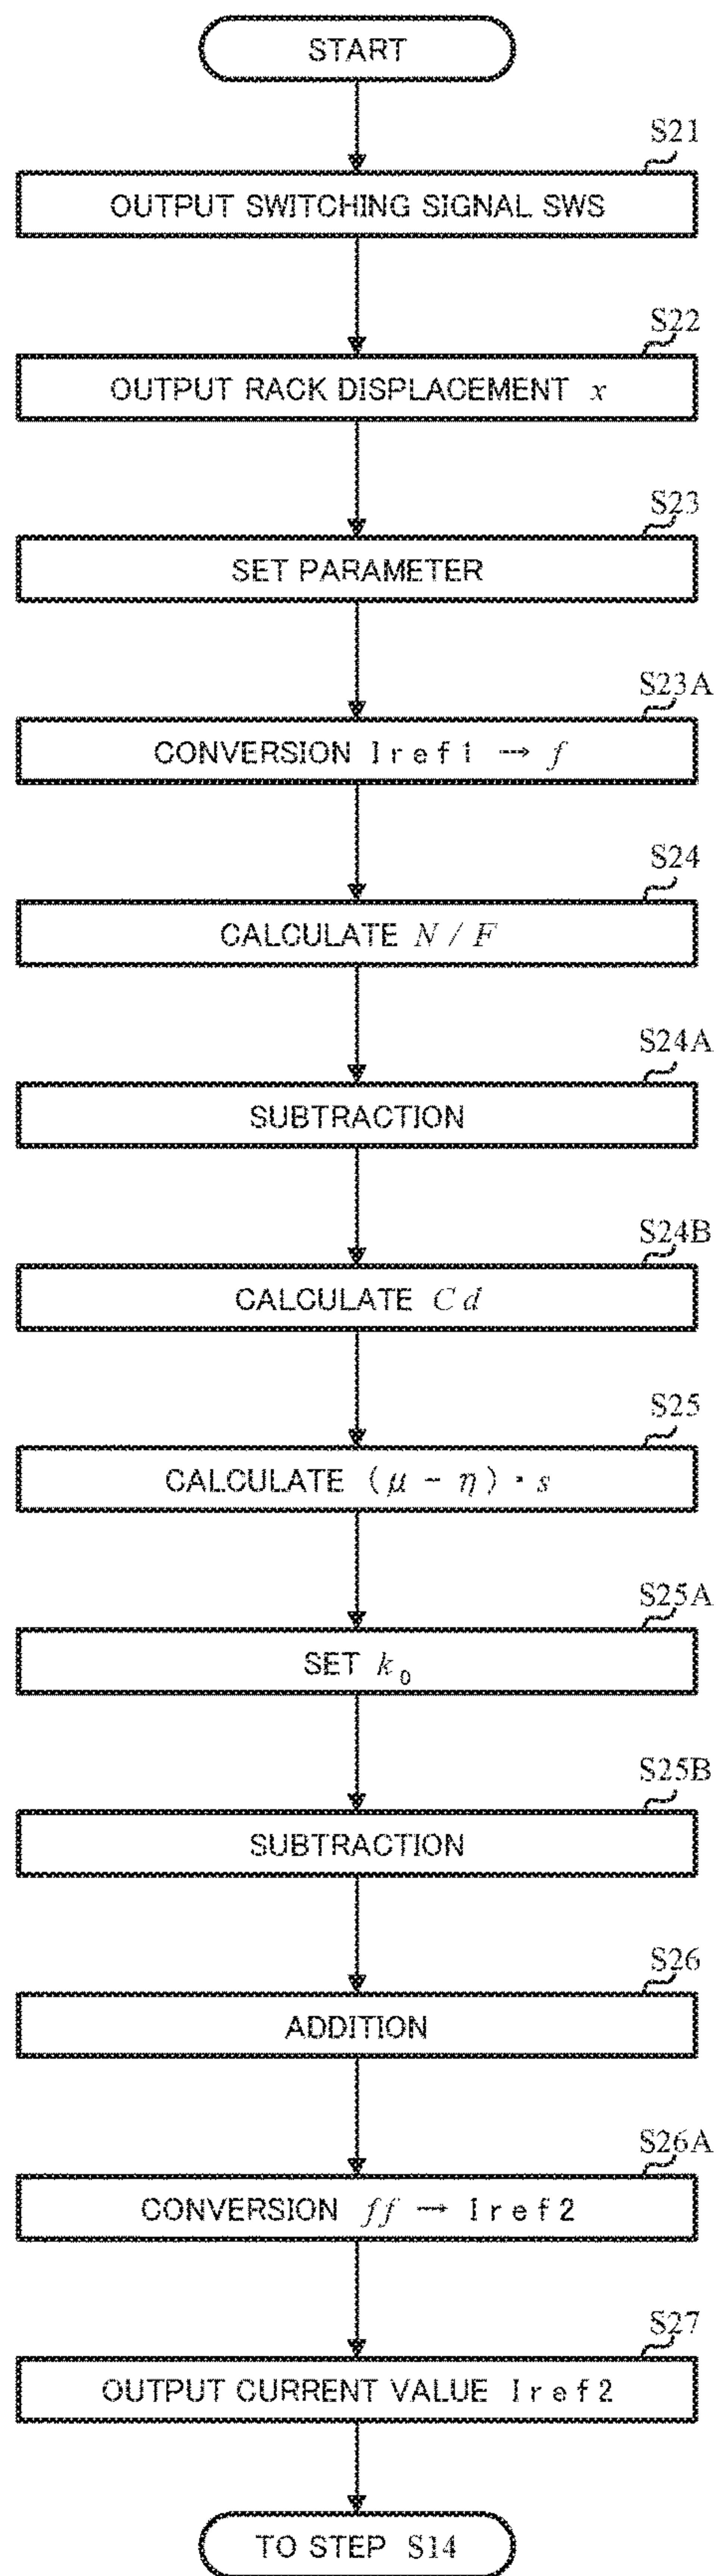 START
S21
OUTPUT SWITCHING SIGNAL SWS
S22
OUTPUT RACK DISPLACEMENT x
S23
SET PARAMETER
S23A
CONVERSION Iref1 → f
S24
CALCULATE N / F
S24A
SUBTRACTION
S24B
CALCULATE Cd
S25
CALCULATE (μ - η)・s
S25A
SET k₀
S25B
SUBTRACTION
S26
ADDITION
S26A
CONVERSION ff → Iref2
S27
OUTPUT CURRENT VALUE Iref2
TO STEP S14